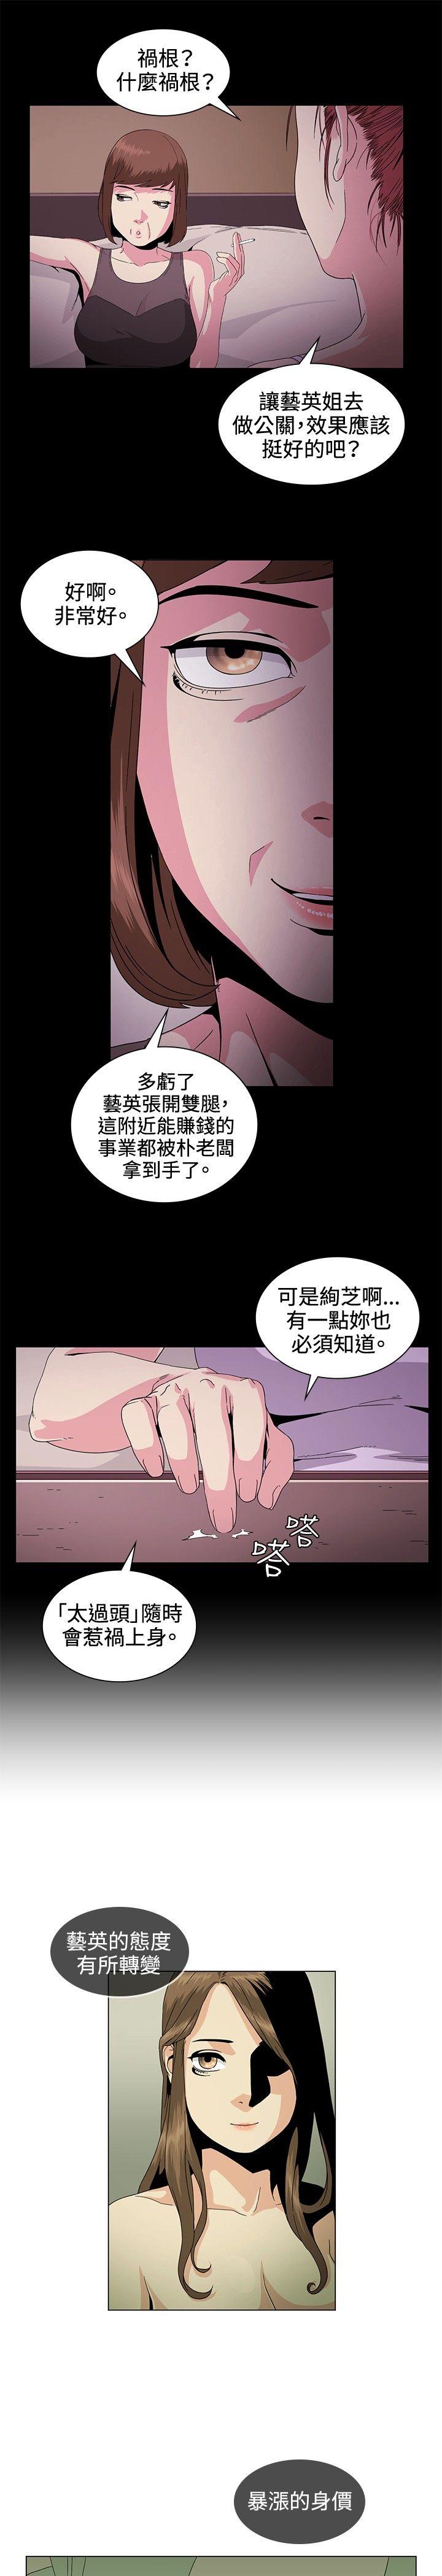 禍根？
什麼禍根？
讓藝英姐去
做公關，效果應該
挺好的吧？
好啊。
非常好。
多虧了
藝英張開雙腿，
這附近能賺錢的
事業都被朴老闆
拿到手了。
可是絢芝啊...
有一點妳也
必須知道。
嗒
嗒
「太過頭」隨時
會惹禍上身。
藝英的態度
有所轉變
暴漲的身價